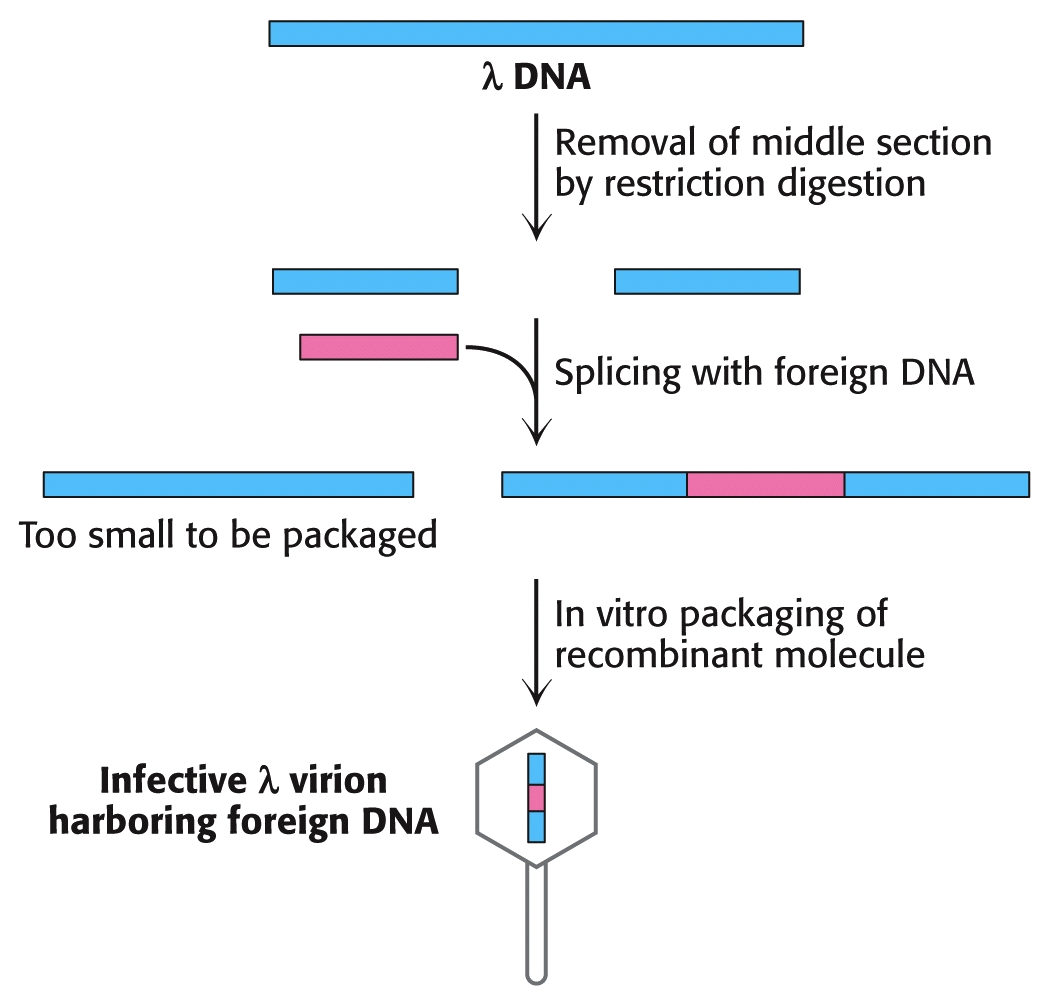 λ DNA
Removal of middle section
by restriction digestion
Splicing with foreign DNA
Too small to be packaged
In vitro packaging of
recombinant molecule
Infective λ virion
harboring foreign DNA